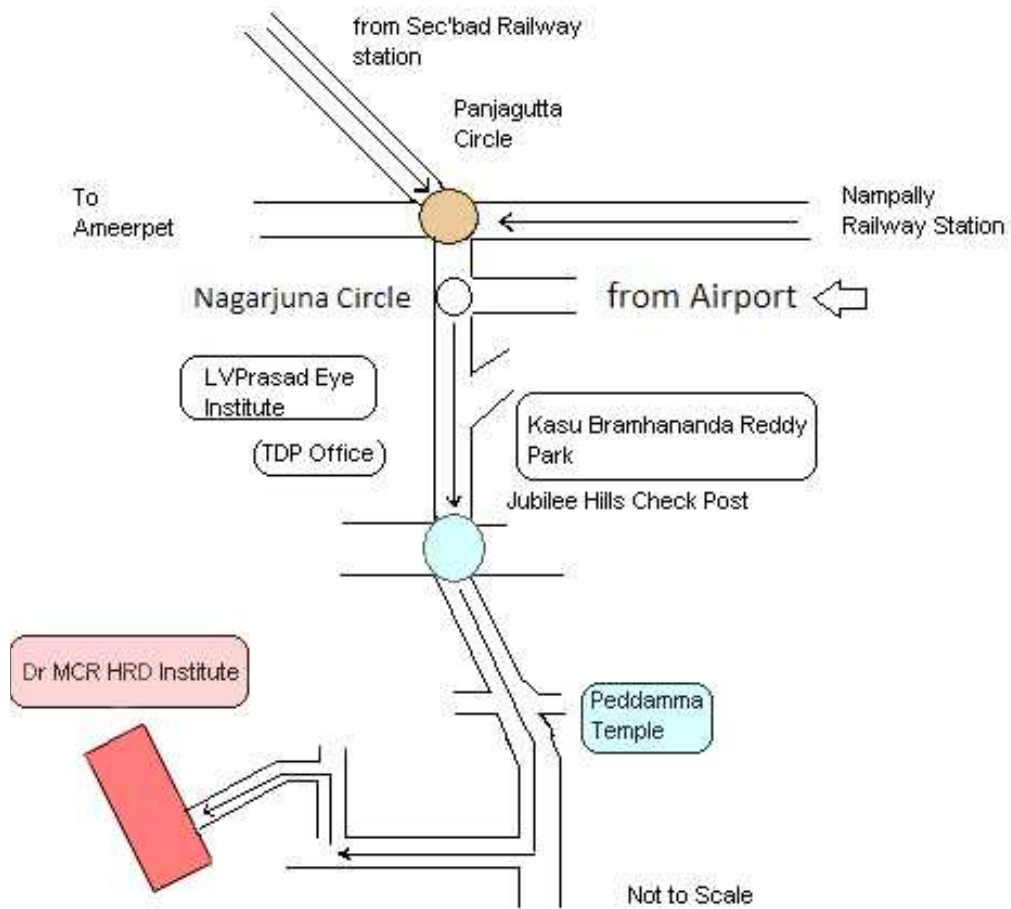 from Sec'bad Railway
station
Panjagutta
Circle
To
Ameerpet
Nampally
Railway Station
Nagarjuna Circle
from Airport
LVPrasad Eye
Institute
TDP Office
Kasu Bramhananda Reddy
Park
Jubilee Hills Check Post
Dr MCR HRD Institute
Peddamma
Temple
Not to Scale